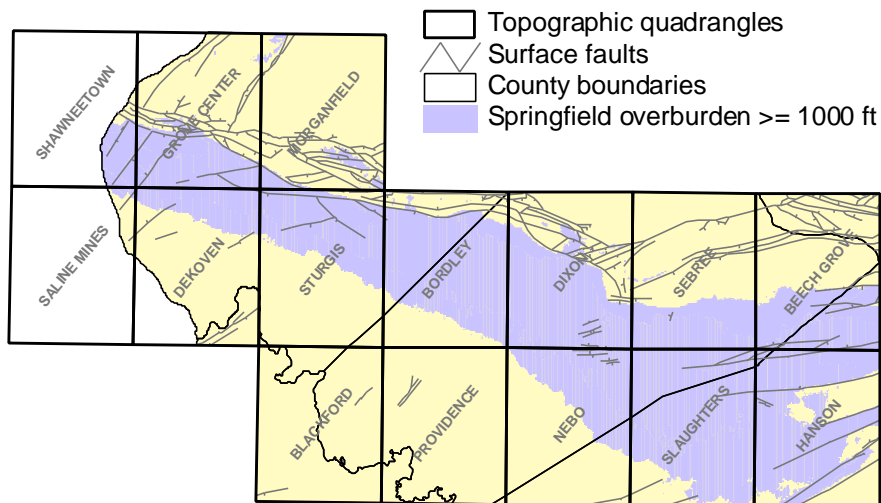 Topographic quadrangles
Surface faults
County boundaries
Springfield overburden >= 1000 ft
SHAWNEETOWN
GROVE CENTER
MORGANFIELD
SALINE MINES
DEKOVEN
STURGIS
BORDLEY
DIXON
SEBREE
BEECH GROVE
BLACKFORD
PROVIDENCE
NEBO
SLAUGHTERS
HANSON